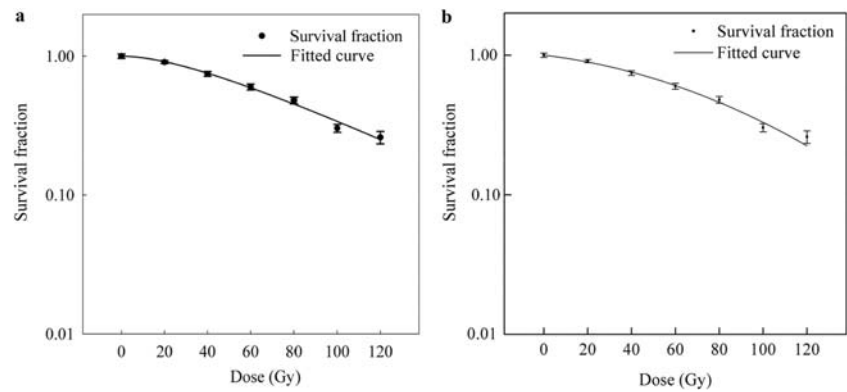 a
Survival fraction
Fitted curve
1.00
0.10
0.01
Survival fraction
0 20 40 60 80 100 120
Dose (Gy)
b
Survival fraction
Fitted curve
1.00
0.10
0.01
Survival fraction
0 20 40 60 80 100 120
Dose (Gy)